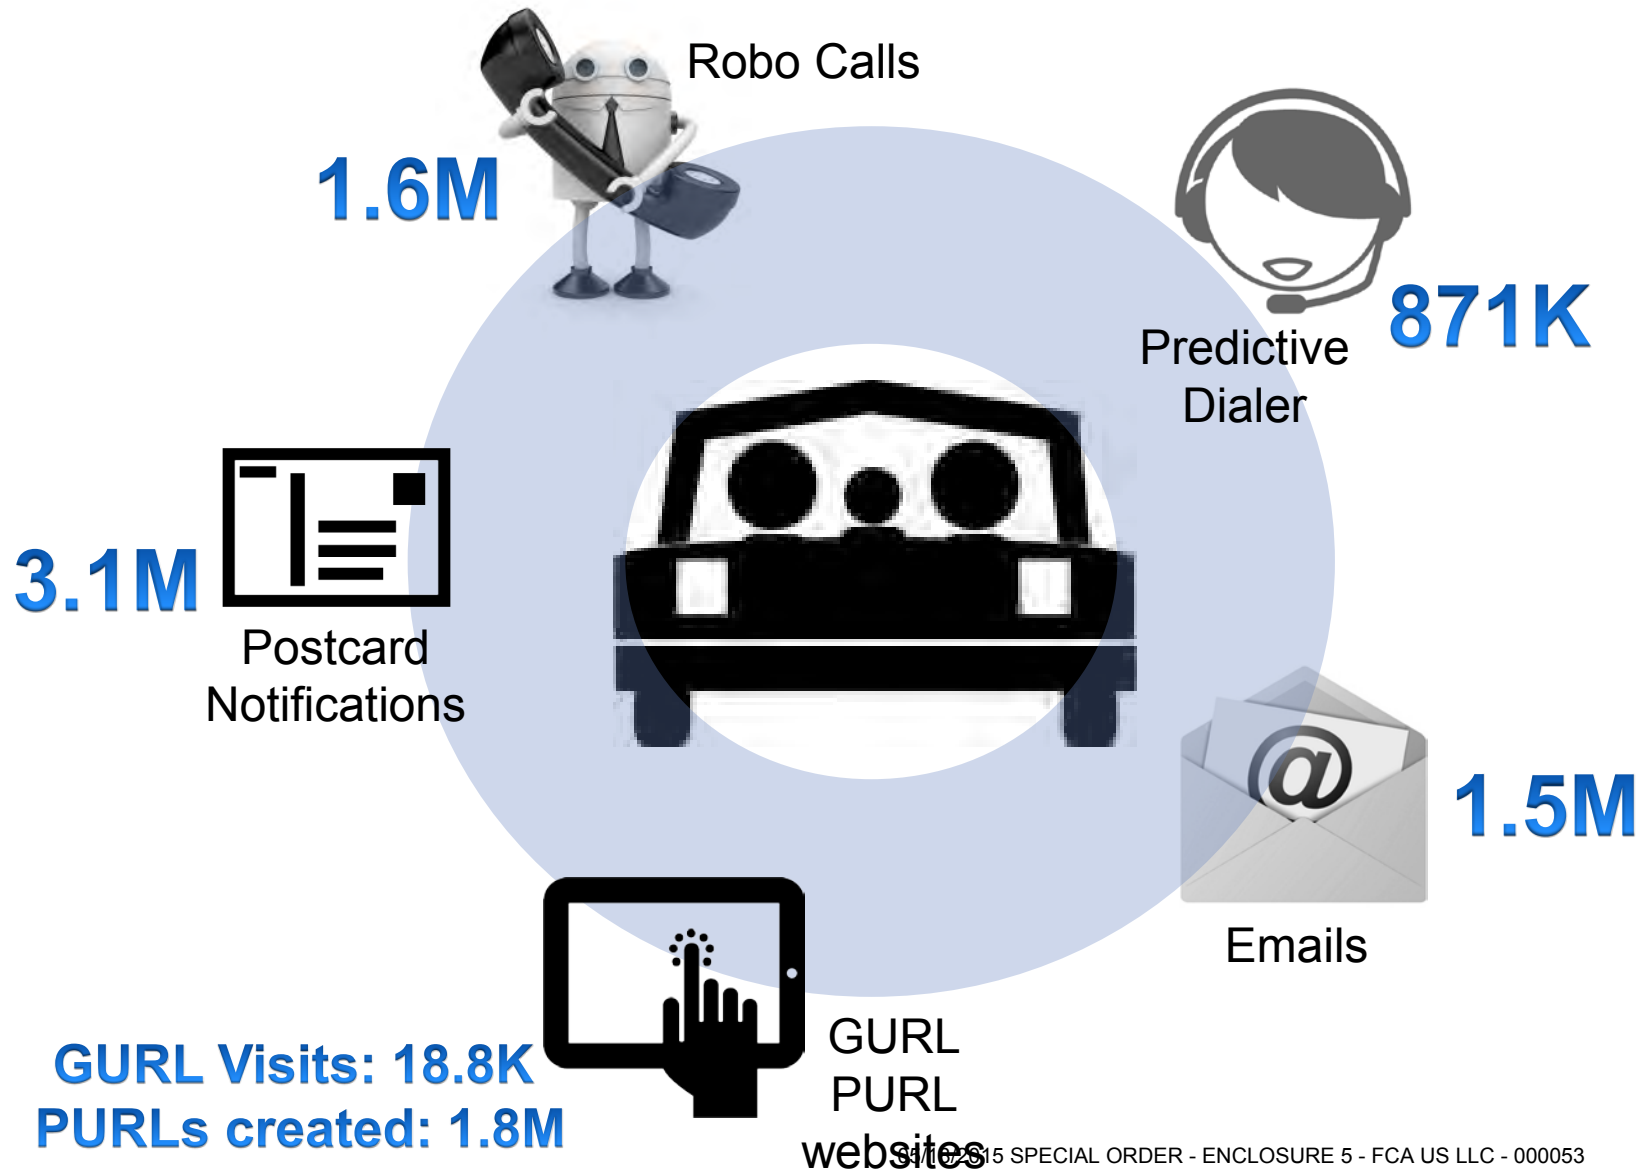 Robo Calls
1.6M
871K
Predictive
Dialer
3.1M
Postcard
Notifications
@
1.5M
Emails
GURL
PURL
websites
GURL Visits: 18.8K
PURLs created: 1.8M
SPECIAL ORDER - ENCLOSURE 5 - FCA US LLC - 000053